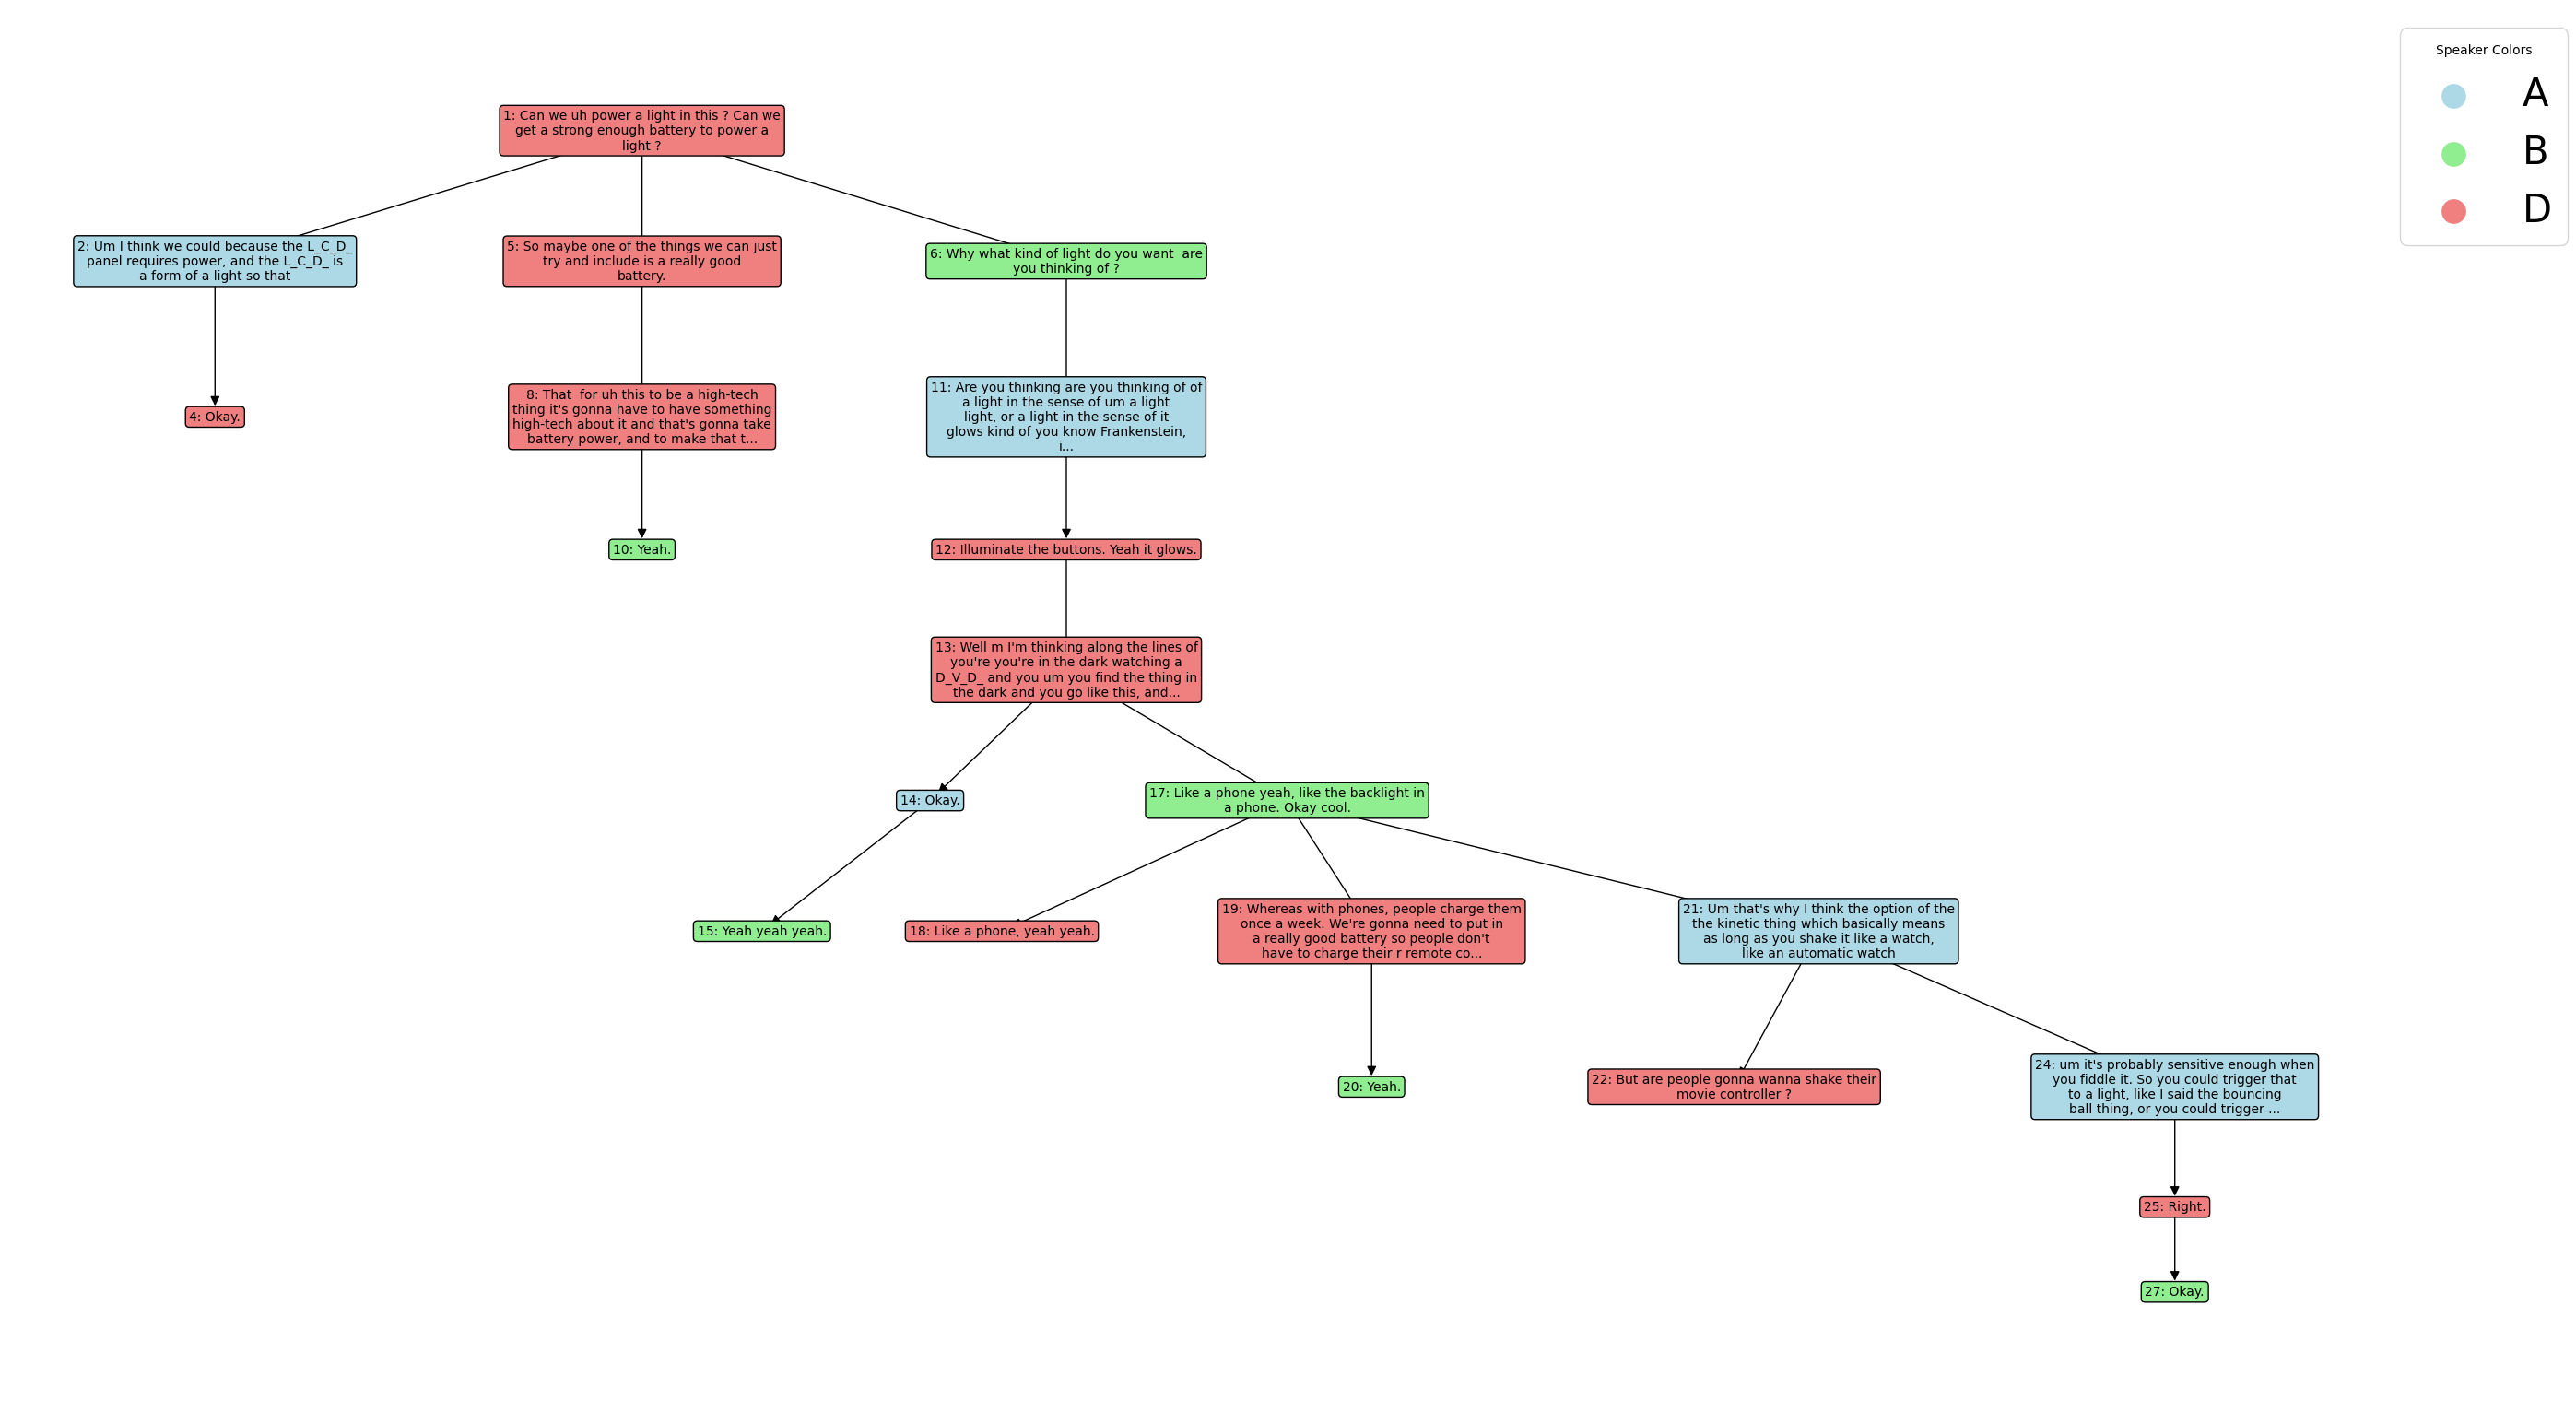 Speaker Colors
A
B
D
1: Can we uh power a light in this ? Can we
get a strong enough battery to power a
light ?
2: Um I think we could because the L_C_D_
panel requires power, and the L_C_D_ is
a form of a light so that
5: So maybe one of the things we can just
try and include is a really good
battery.
6: Why what kind of light do you want  are
you thinking of ?
4: Okay.
8: That  for uh this to be a high-tech
thing it's gonna have to have something
high-tech about it and that's gonna take
battery power, and to make that t...
11: Are you thinking are you thinking of of
a light in the sense of um a light
light, or a light in the sense of it
glows kind of you know Frankenstein,
i...
10: Yeah.
12: Illuminate the buttons. Yeah it glows.
13: Well m I'm thinking along the lines of
you're you're in the dark watching a
D_V_D_ and you um you find the thing in
the dark and you go like this, and...
14: Okay.
17: Like a phone yeah, like the backlight in
a phone. Okay cool.
15: Yeah yeah yeah.
18: Like a phone, yeah yeah.
19: Whereas with phones, people charge them
once a week. We're gonna need to put in
a really good battery so people don't
have to charge their r remote co...
21: Um that's why I think the option of the
the kinetic thing which basically means
as long as you shake it like a watch,
like an automatic watch
20: Yeah.
22: But are people gonna wanna shake their
movie controller ?
24: um it's probably sensitive enough when
you fiddle it. So you could trigger that
to a light, like I said the bouncing
ball thing, or you could trigger ...
25: Right.
27: Okay.